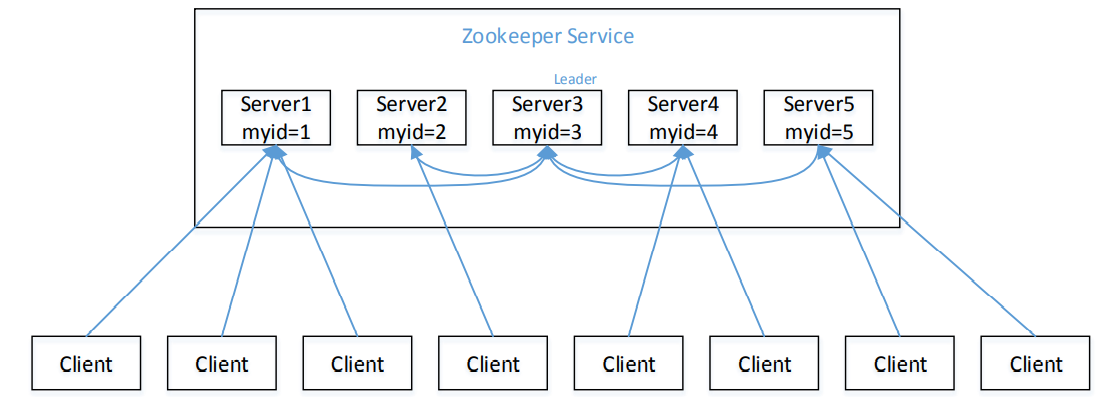 Zookeeper Service
Leader
Server1
myid=1
Server2
myid=2
Server3
myid=3
Server4
myid=4
Server5
myid=5
Client
Client
Client
Client
Client
Client
Client
Client